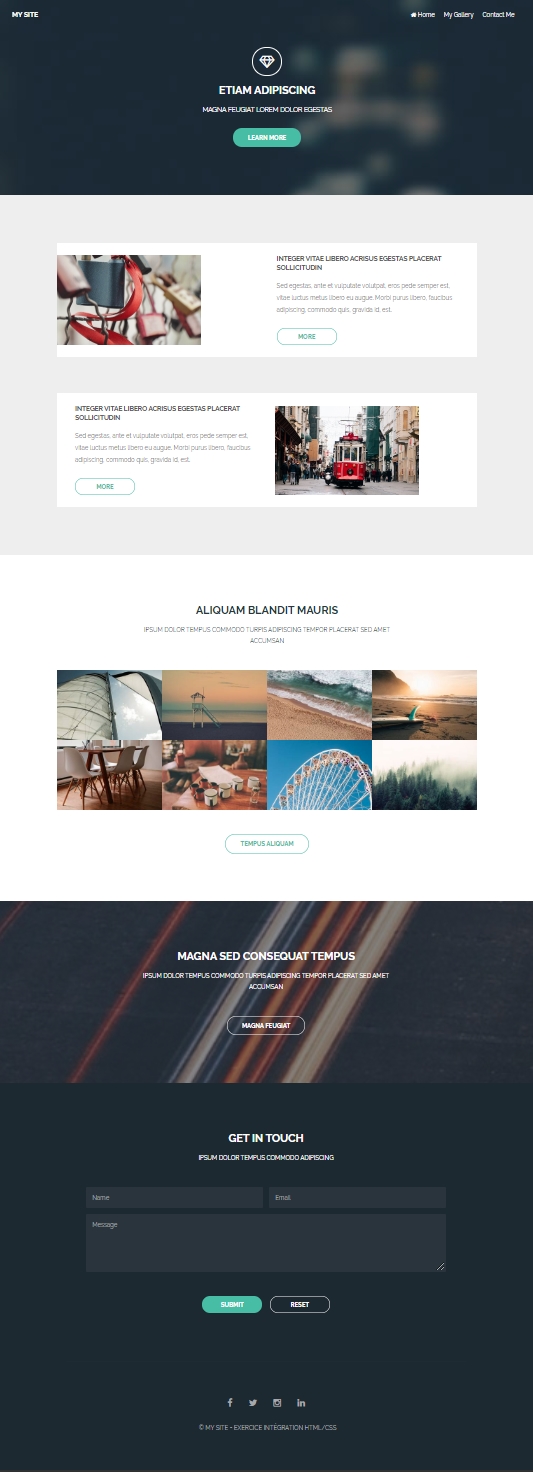 MY SITE
Home My Gallery Contact Me
ETIAM ADIPISCING
MAGNA FEUGIAT LOREM DOLOR EGESTAS
LEARN MORE
INTEGER VITAE LIBERO ACRISUS EGESTAS PLACERAT
SOLLICITUDIN
Sed egestas, ante et vulputate volutpat, eros pede semper est,
vitae luctus metus libero eu augue. Morbi purus libero, faucibus
adipiscing, commodo quis, gravida id, est.
MORE
INTEGER VITAE LIBERO ACRISUS EGESTAS PLACERAT
SOLLICITUDIN
Sed egestas, ante et vulputate volutpat, eros pede semper est,
vitae luctus metus libero eu augue. Morbi purus libero, faucibus
adipiscing, commodo quis, gravida id, est.
MORE
ALIQUAM BLANDIT MAURIS
IPSUM DOLOR TEMPUS COMMODO TURPIS ADIPISCING TEMPOR PLACERAT SED AMET
ACCUMSAN
TEMPUS ALIQUAM
MAGNA SED CONSEQUAT TEMPUS
IPSUM DOLOR TEMPUS COMMODO TURPIS ADIPISCING TEMPOR PLACERAT SED AMET
ACCUMSAN
MAGNA FEUGIAT
GET IN TOUCH
IPSUM DOLOR TEMPUS COMMODO ADIPISCING
Name
Email
Message
SUBMIT
RESET
© MY SITE - EXERCICE INTÉGRATION HTML/CSS